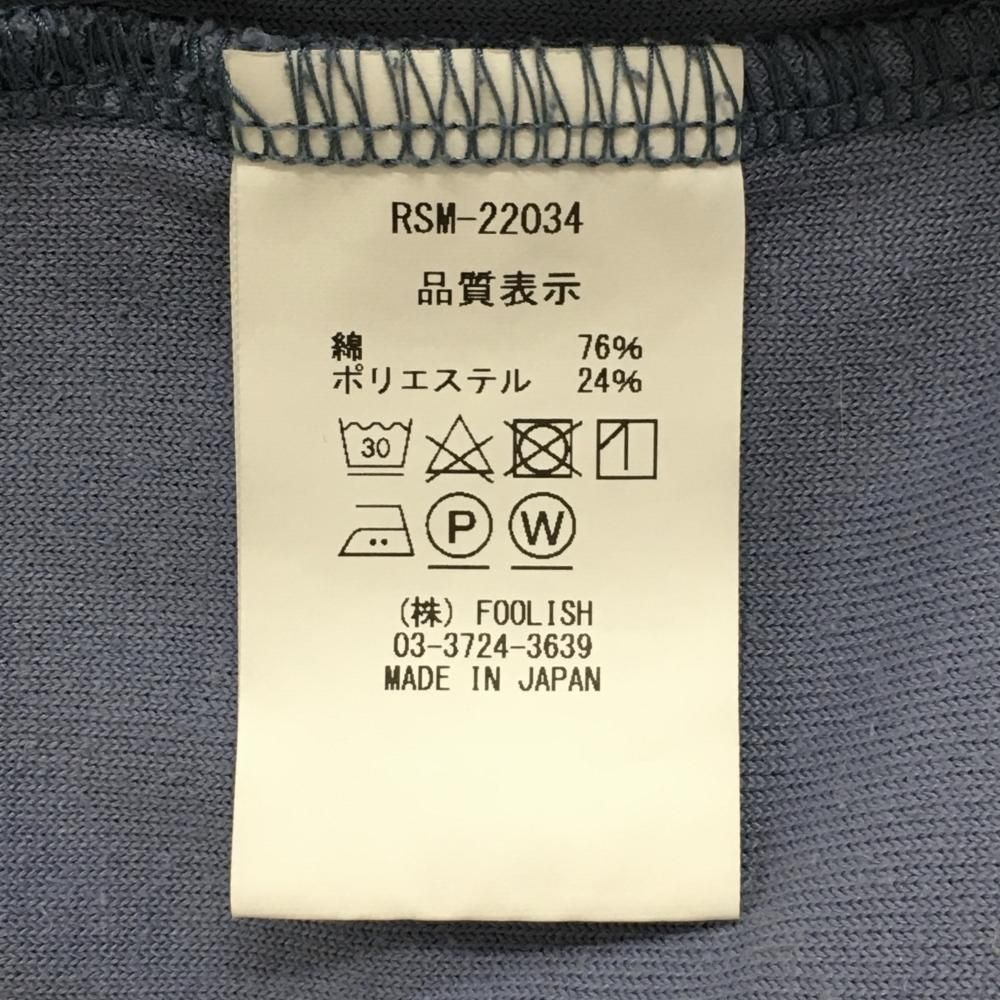 RSM-22034
品質表示
綿 76%
ポリエステル 24%
30
P W
(株) FOOLISH
03-3724-3639
MADE IN JAPAN